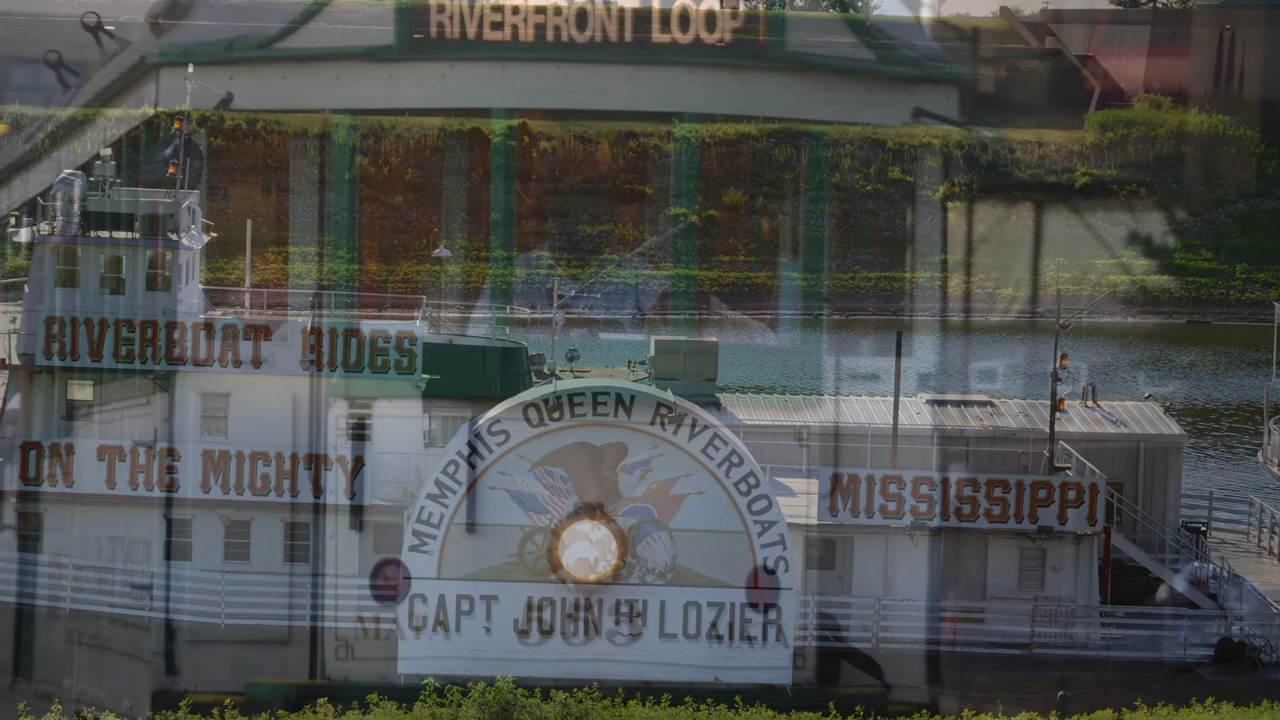 RIVERFRONT LOOP
RIVERBOAT RIDES
ON THE MIGHTY
MISSISSIPPI
MEMPHIS QUEEN RIVERBOATS
CAPT JOHN LOZIER